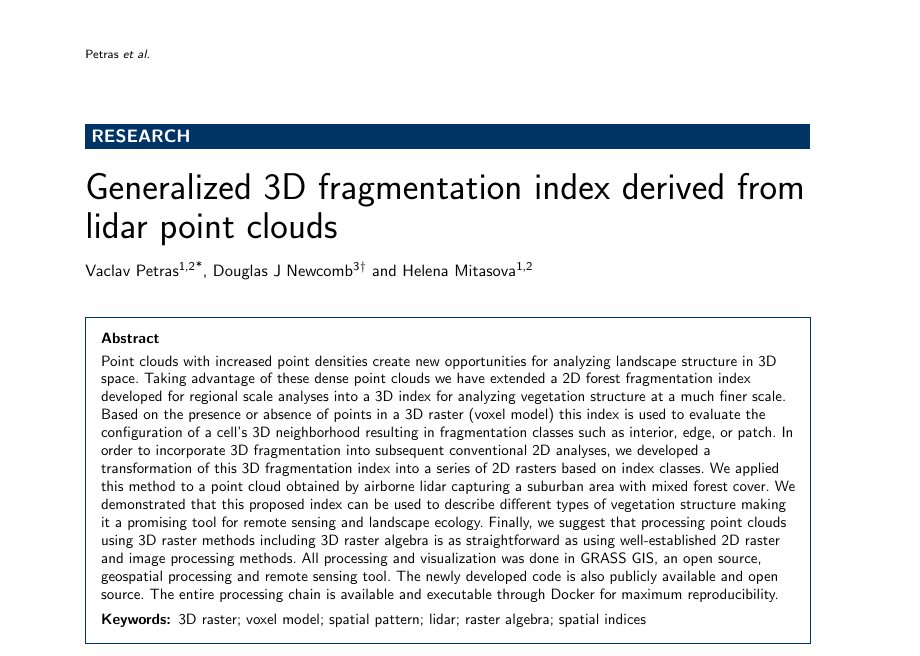 Petras et al.
RESEARCH
Generalized 3D fragmentation index derived from
lidar point clouds
Vaclav Petras1,2*, Douglas J Newcomb3† and Helena Mitasova1,2
Abstract
Point clouds with increased point densities create new opportunities for analyzing landscape structure in 3D
space. Taking advantage of these dense point clouds we have extended a 2D forest fragmentation index
developed for regional scale analyses into a 3D index for analyzing vegetation structure at a much finer scale.
Based on the presence or absence of points in a 3D raster (voxel model) this index is used to evaluate the
configuration of a cell's 3D neighborhood resulting in fragmentation classes such as interior, edge, or patch. In
order to incorporate 3D fragmentation into subsequent conventional 2D analyses, we developed a
transformation of this 3D fragmentation index into a series of 2D rasters based on index classes. We applied
this method to a point cloud obtained by airborne lidar capturing a suburban area with mixed forest cover. We
demonstrated that this proposed index can be used to describe different types of vegetation structure making
it a promising tool for remote sensing and landscape ecology. Finally, we suggest that processing point clouds
using 3D raster methods including 3D raster algebra is as straightforward as using well-established 2D raster
and image processing methods. All processing and visualization was done in GRASS GIS, an open source,
geospatial processing and remote sensing tool. The newly developed code is also publicly available and open
source. The entire processing chain is available and executable through Docker for maximum reproducibility.
Keywords: 3D raster; voxel model; spatial pattern; lidar; raster algebra; spatial indices